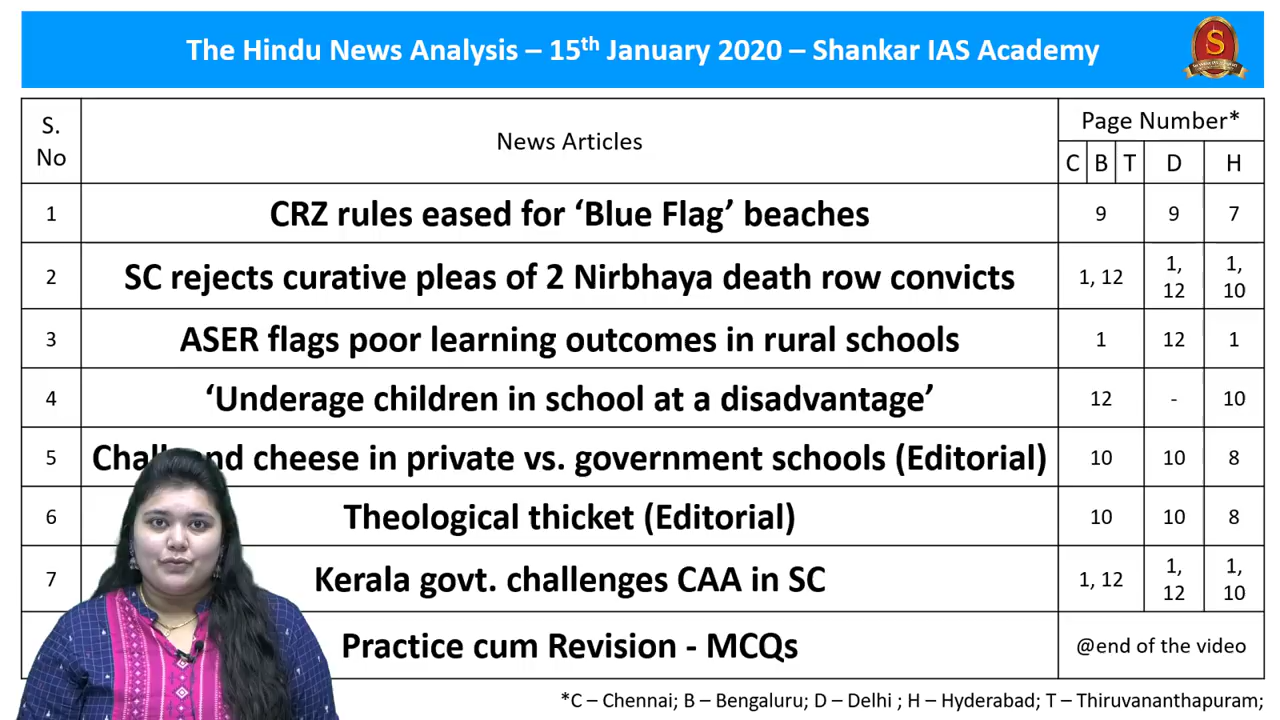 The Hindu News Analysis – 15th January 2020 – Shankar IAS Academy
S
S. No
News Articles
Page Number*
C B T D H
1 CRZ rules eased for ‘Blue Flag’ beaches 9 9 7
2 SC rejects curative pleas of 2 Nirbhaya death row convicts 1, 12 1, 12 1, 10
3 ASER flags poor learning outcomes in rural schools 1 12 1
4 ‘Underage children in school at a disadvantage’ 12 - 10
5 and cheese in private vs. government schools (Editorial) 10 10 8
6 Theological thicket (Editorial) 10 10 8
7 Kerala govt. challenges CAA in SC 1, 12 1, 12 1, 10
Practice cum Revision - MCQs @end of the video
*C – Chennai; B – Bengaluru; D – Delhi ; H – Hyderabad; T – Thiruvananthapuram;